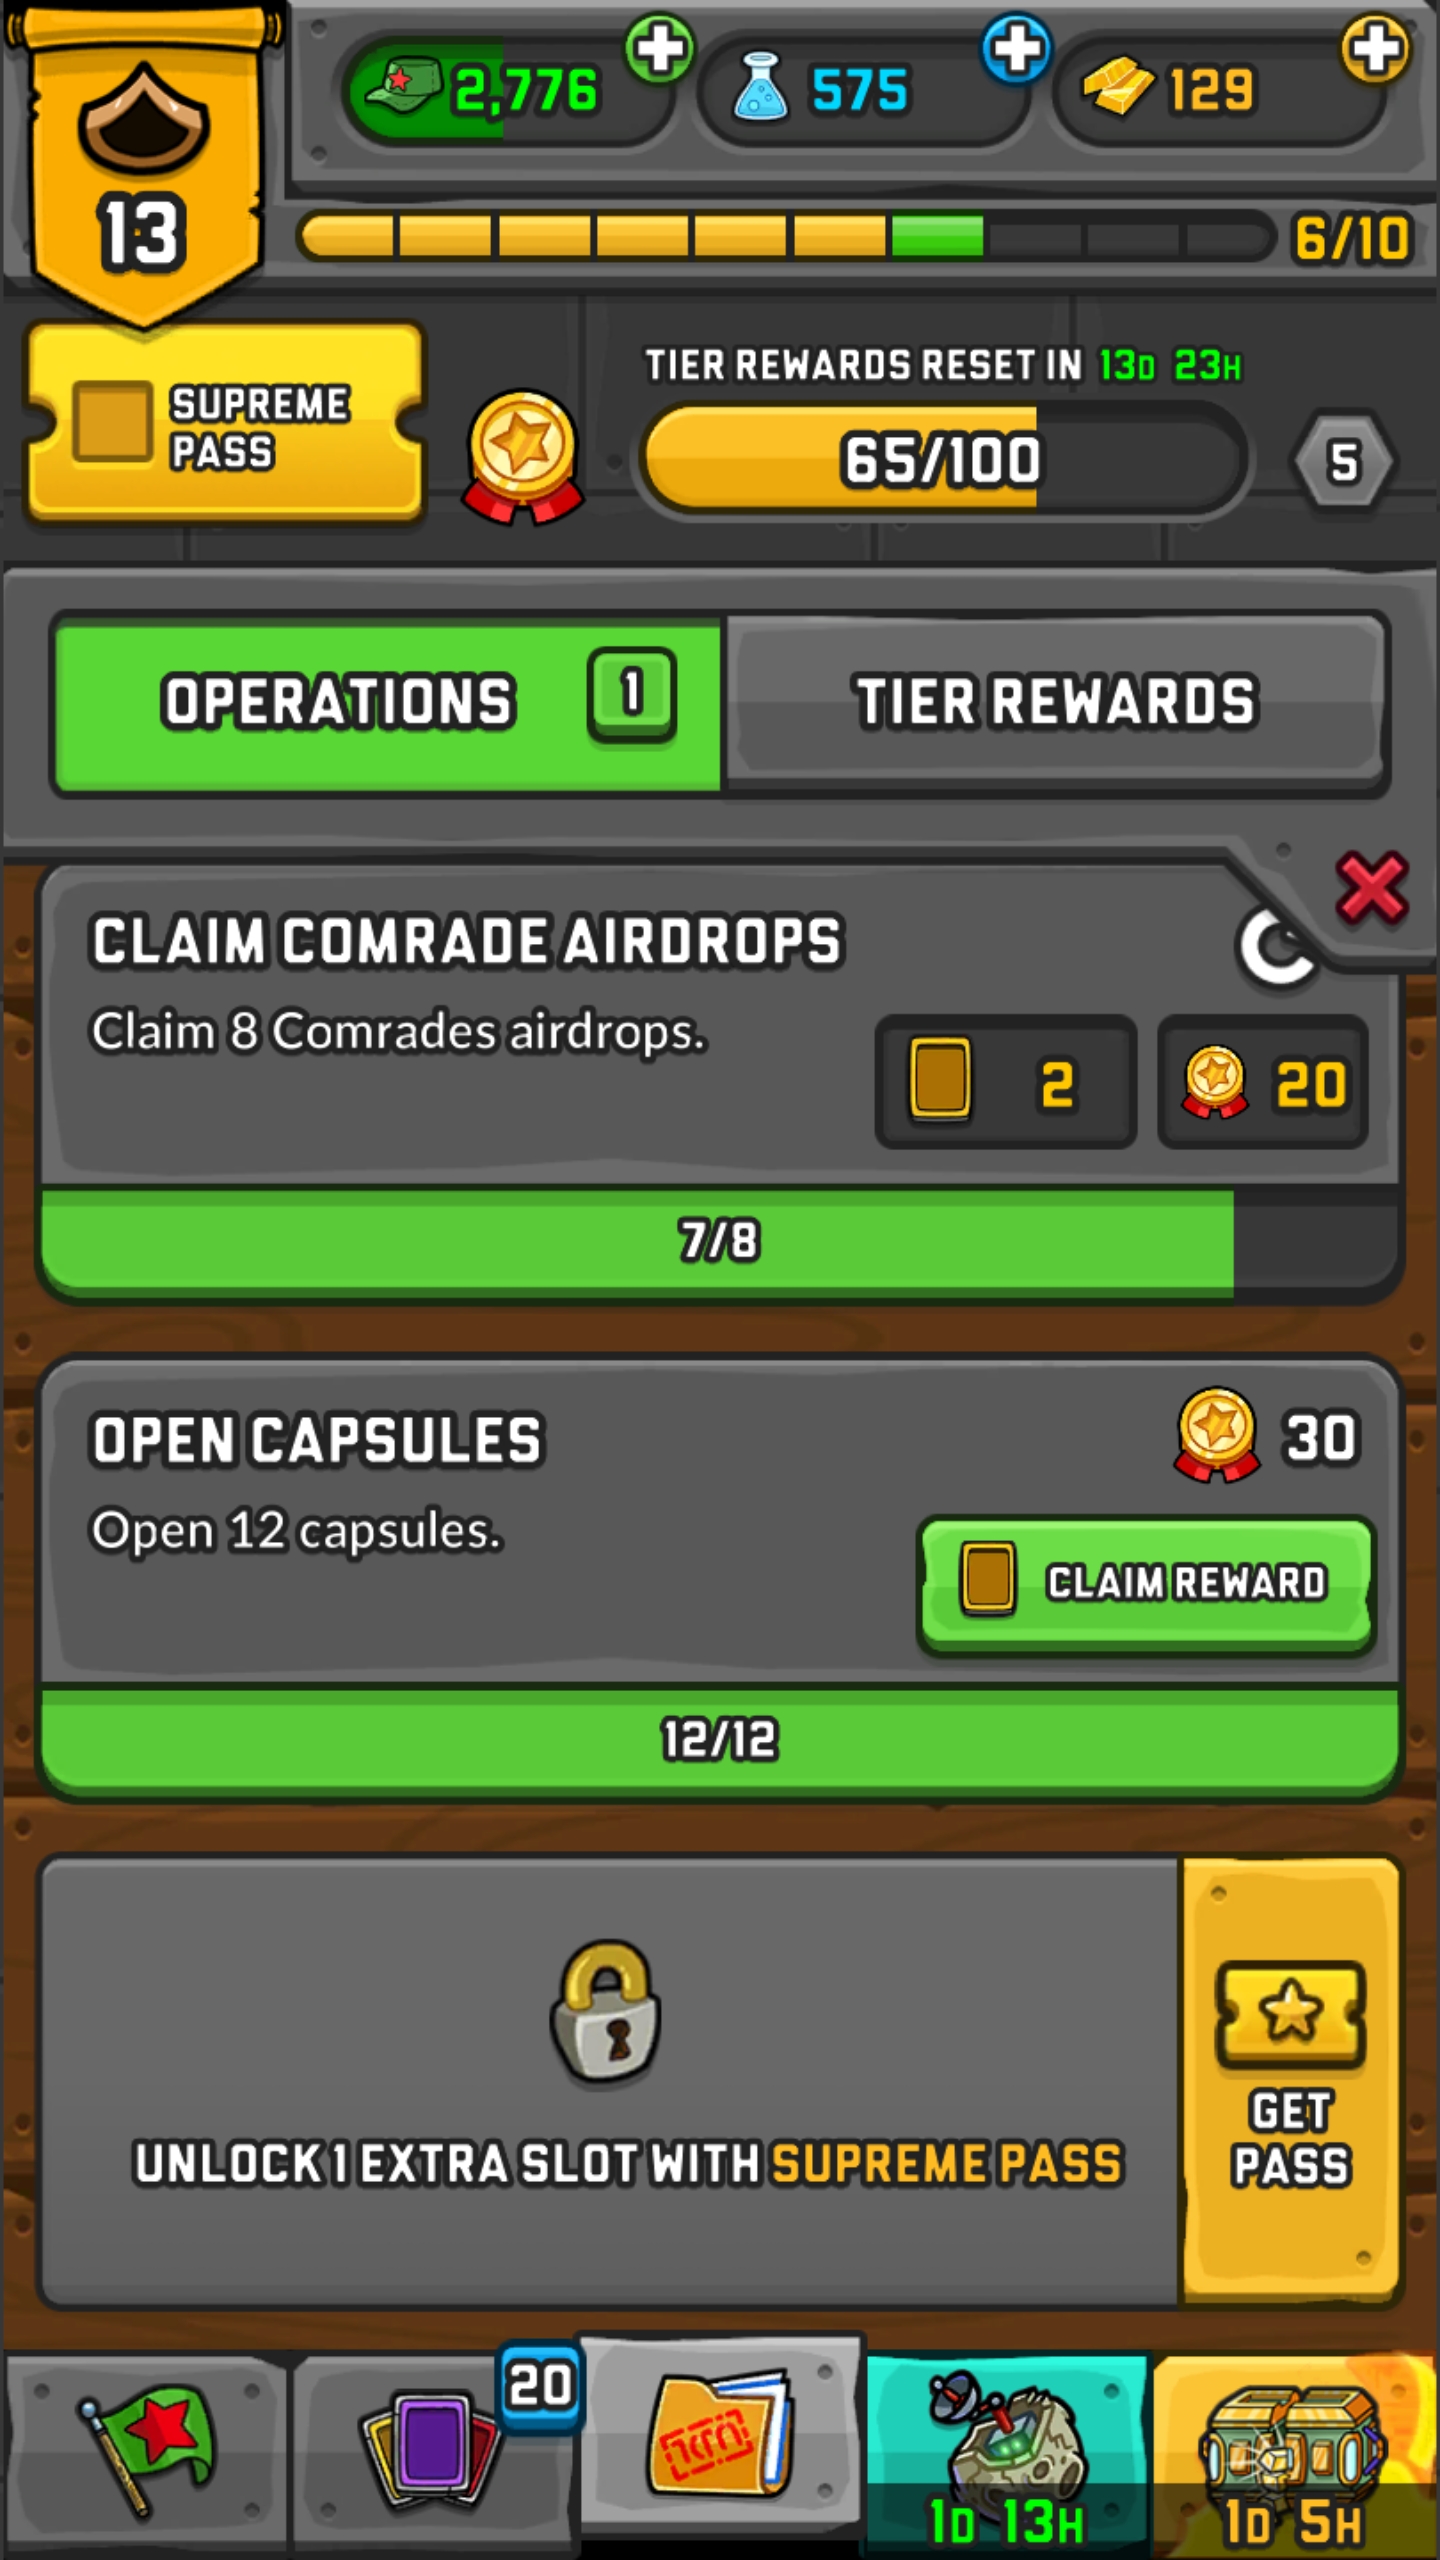 2,776
575
129
13
6/10
SUPREME
PASS
TIER REWARDS RESET IN 13D 23H
65/100
5
OPERATIONS
1
TIER REWARDS
CLAIM COMRADE AIRDROPS
Claim 8 Comrades airdrops.
2
20
7/8
OPEN CAPSULES
30
Open 12 capsules.
CLAIM REWARD
12/12
UNLOCK 1 EXTRA SLOT WITH SUPREME PASS
GET
PASS
20
1D 13H
1D 5H